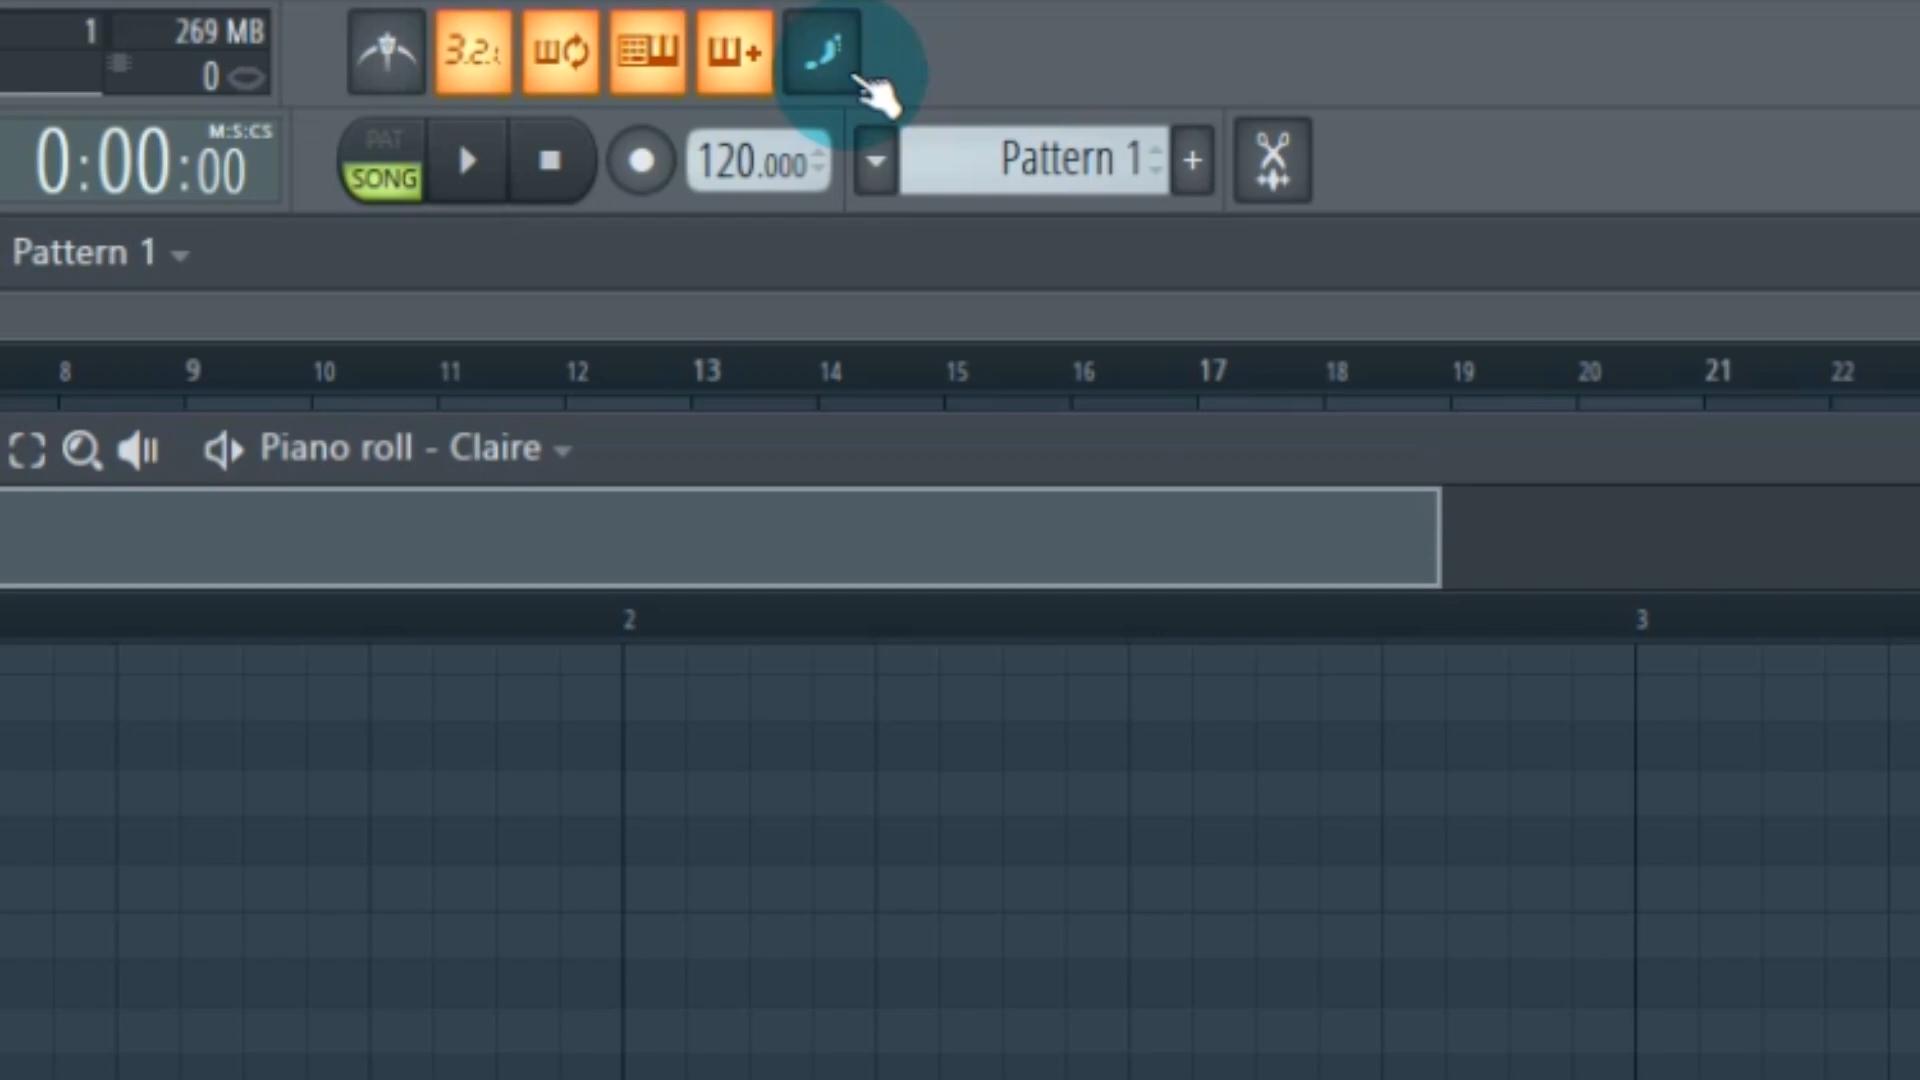 1 269 MB
3.2.
0
0:00:00 M:S:CS
PAT
SONG
120.000
Pattern 1
+
Pattern 1
8 9 10 11 12 13 14 15 16 17 18 19 20 21 22
Piano roll - Claire
2 3